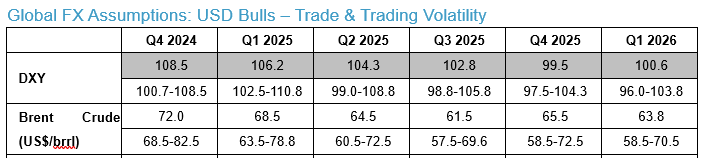 Global FX Assumptions: USD Bulls – Trade & Trading Volatility
Q4 2024 Q1 2025 Q2 2025 Q3 2025 Q4 2025 Q1 2026
DXY
108.5 106.2 104.3 102.8 99.5 100.6
100.7-108.5 102.5-110.8 99.0-108.8 98.8-105.8 97.5-104.3 96.0-103.8
Brent Crude
72.0 68.5 64.5 61.5 65.5 63.8
(US$/brrl)
68.5-82.5 63.5-78.8 60.5-72.5 57.5-69.6 58.5-72.5 58.5-70.5